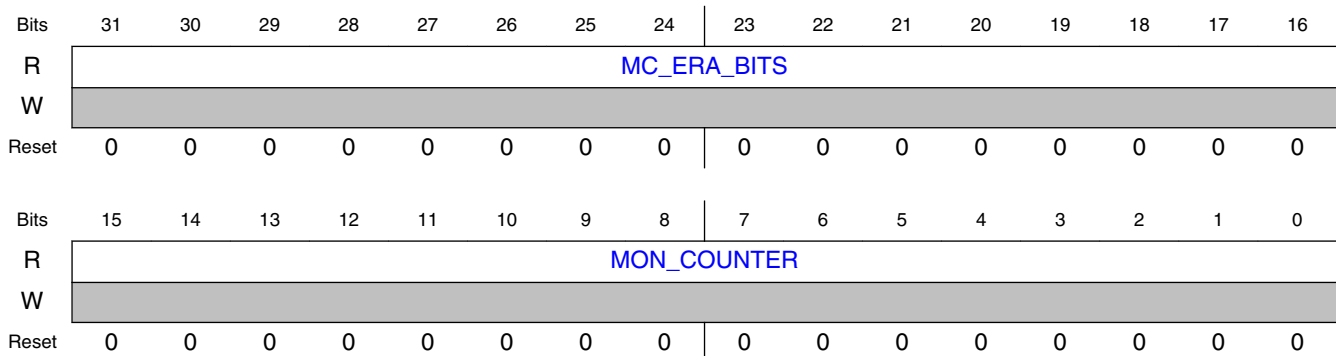 Bits 31 30 29 28 27 26 25 24 23 22 21 20 19 18 17 16
R MC_ERA_BITS
W
Reset 0 0 0 0 0 0 0 0 0 0 0 0 0 0 0 0
Bits 15 14 13 12 11 10 9 8 7 6 5 4 3 2 1 0
R MON_COUNTER
W
Reset 0 0 0 0 0 0 0 0 0 0 0 0 0 0 0 0